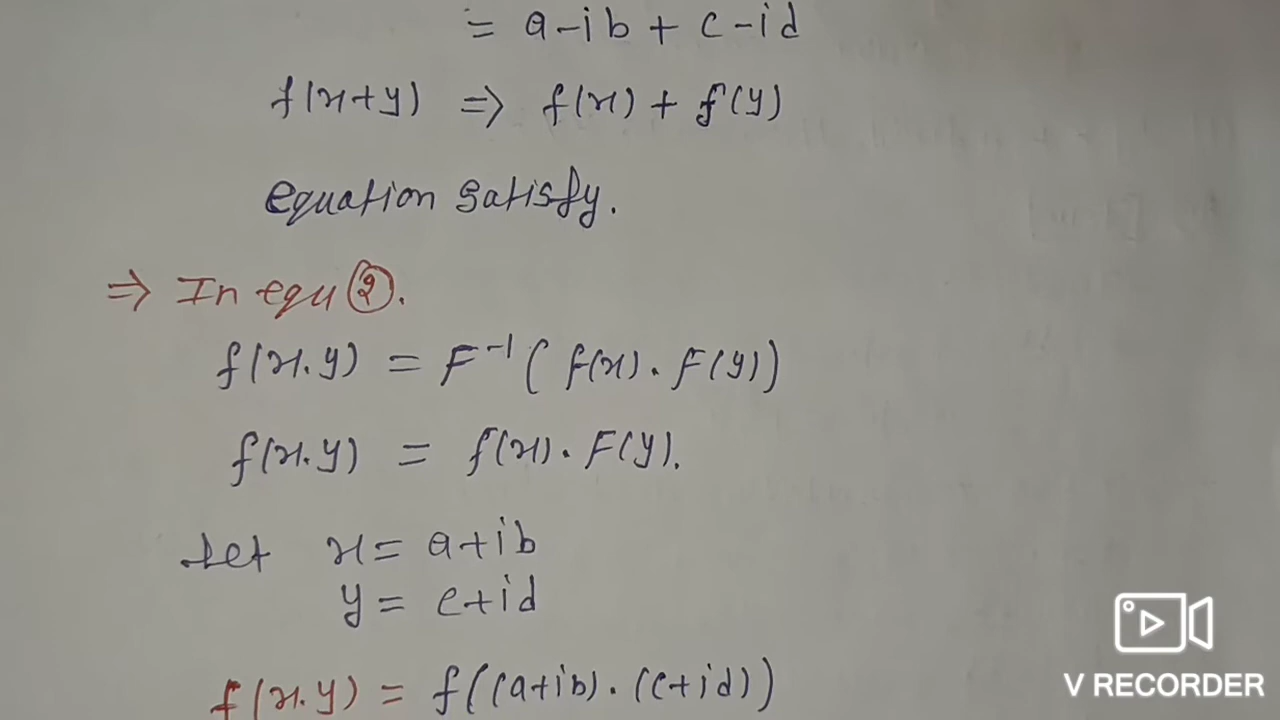 = a-ib + c-id
f(x+y) => f(x) + f(y)
equation satisfy.
=> In equ ②.
f(x.y) = F⁻¹ ( f(x) . F(y))
f(x.y) = f(x) . F(y).
Let x = a+ib
y = c+id
f(x.y) = f((a+ib) . (c+id))
V RECORDER